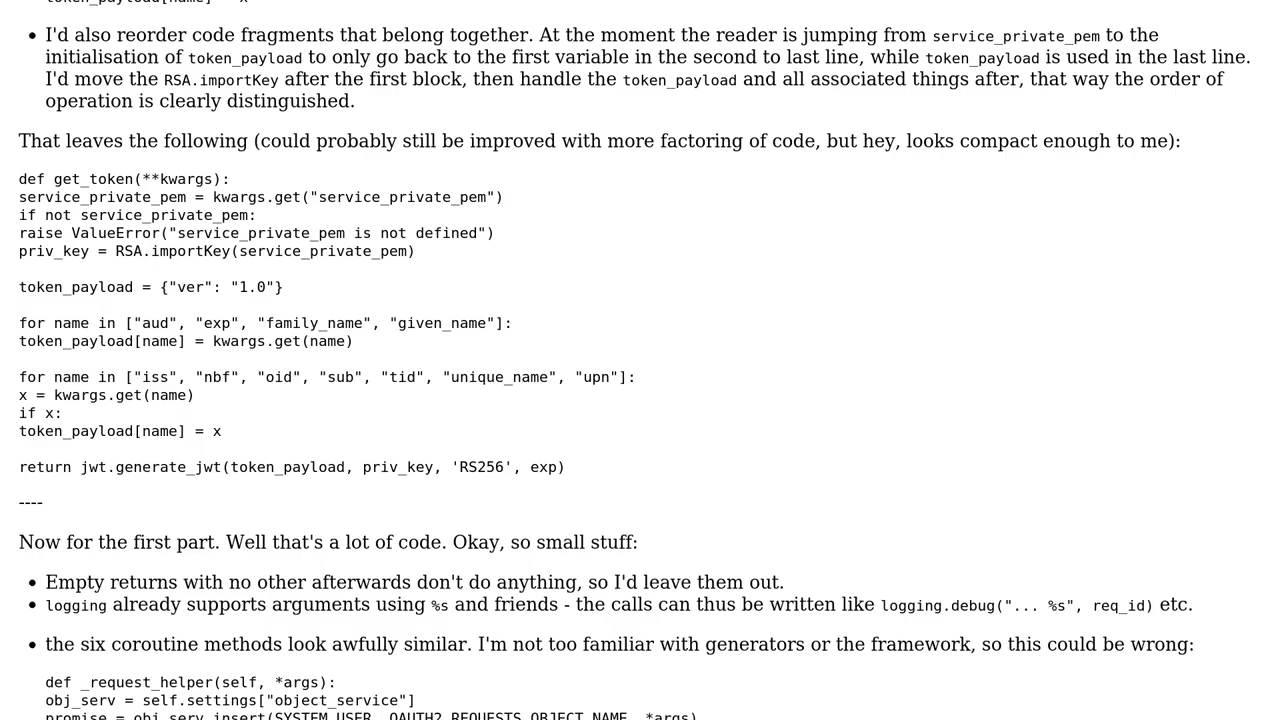 token_payload[name] = x
• I'd also reorder code fragments that belong together. At the moment the reader is jumping from service_private_pem to the
initialisation of token_payload to only go back to the first variable in the second to last line, while token_payload is used in the last line.
I'd move the RSA.importKey after the first block, then handle the token_payload and all associated things after, that way the order of
operation is clearly distinguished.
That leaves the following (could probably still be improved with more factoring of code, but hey, looks compact enough to me):
def get_token(**kwargs):
service_private_pem = kwargs.get("service_private_pem")
if not service_private_pem:
raise ValueError("service_private_pem is not defined")
priv_key = RSA.importKey(service_private_pem)
token_payload = {"ver": "1.0"}
for name in ["aud", "exp", "family_name", "given_name"]:
token_payload[name] = kwargs.get(name)
for name in ["iss", "nbf", "oid", "sub", "tid", "unique_name", "upn"]:
x = kwargs.get(name)
if x:
token_payload[name] = x
return jwt.generate_jwt(token_payload, priv_key, 'RS256', exp)
----
Now for the first part. Well that's a lot of code. Okay, so small stuff:
• Empty returns with no other afterwards don't do anything, so I'd leave them out.
• logging already supports arguments using %s and friends - the calls can thus be written like logging.debug("... %s", req_id) etc.
• the six coroutine methods look awfully similar. I'm not too familiar with generators or the framework, so this could be wrong:
def _request_helper(self, *args):
obj_serv = self.settings["object_service"]
promise = obj_serv.insert(SYSTEM_USER, OAUTH2_REQUESTS_OBJECT_NAME, *args)